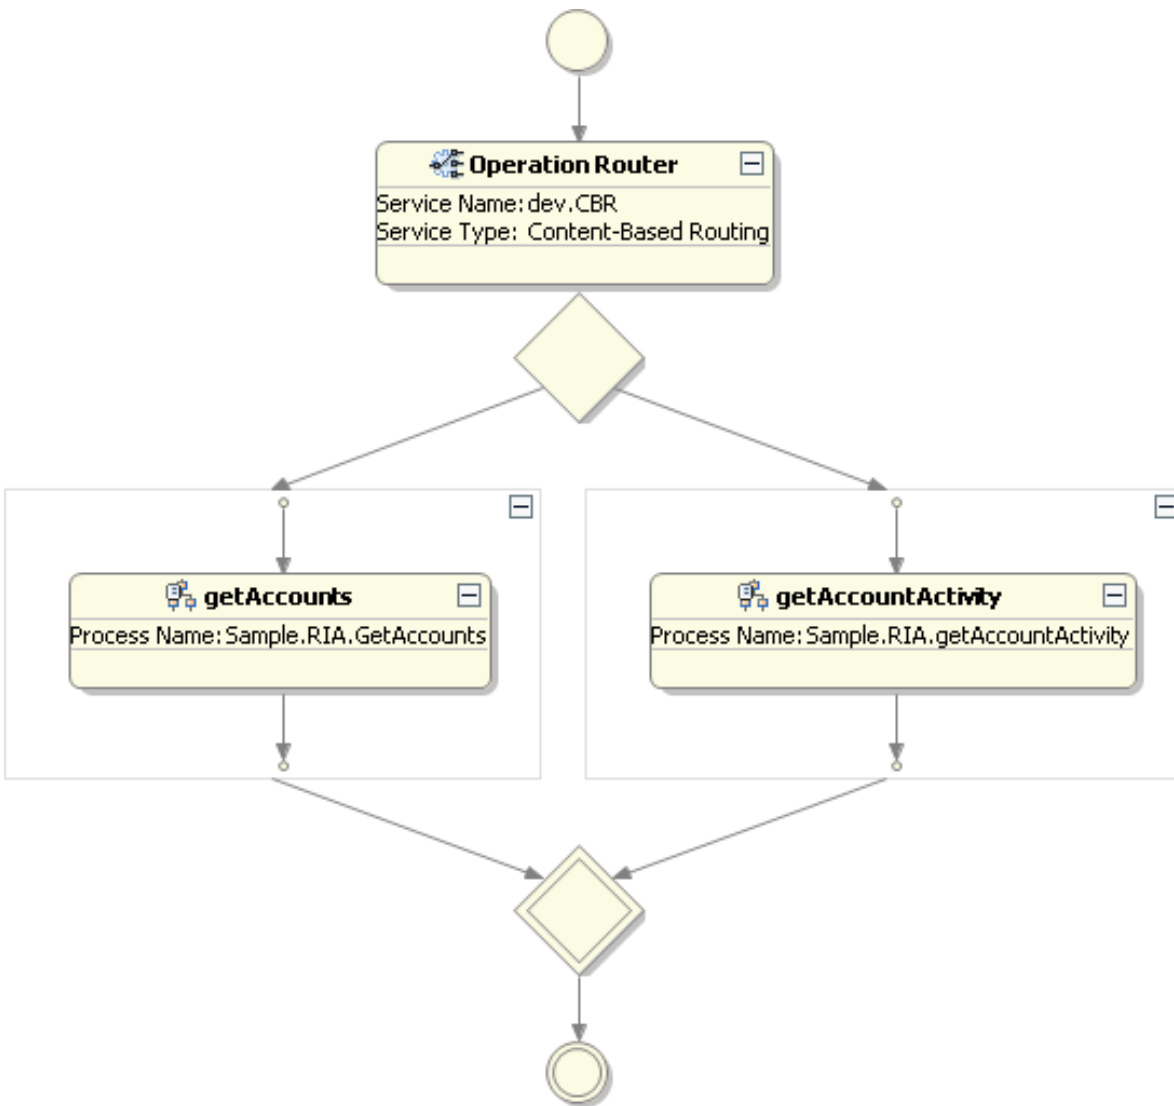 Operation Router
Service Name: dev.CBR
Service Type: Content-Based Routing
getAccounts
Process Name: Sample.RIA.GetAccounts
getAccountActivity
Process Name: Sample.RIA.getAccountActivity